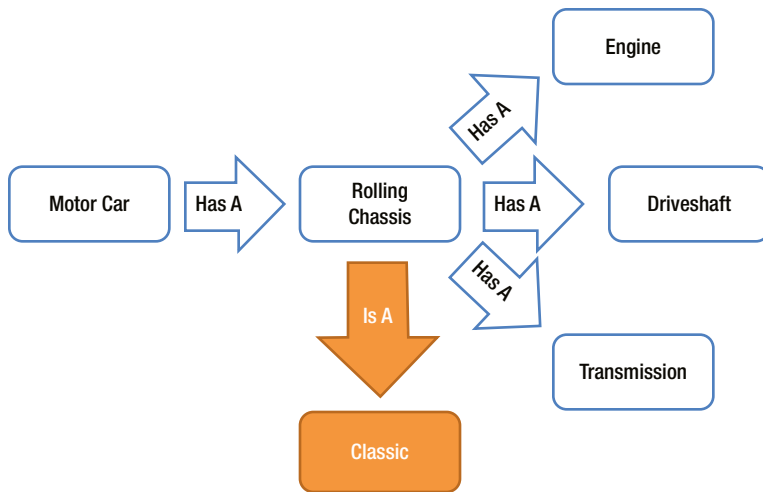 Engine
Has A
Motor Car
Has A
Rolling
Chassis
Has A
Driveshaft
Has A
Is A
Transmission
Classic